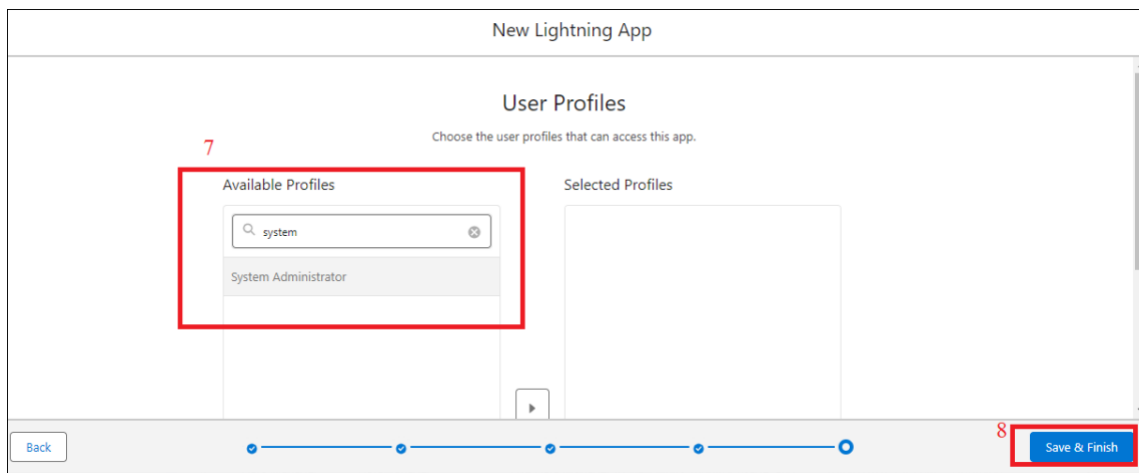 New Lightning App
User Profiles
Choose the user profiles that can access this app.
7
Available Profiles
Selected Profiles
system
System Administrator
Back
8
Save & Finish